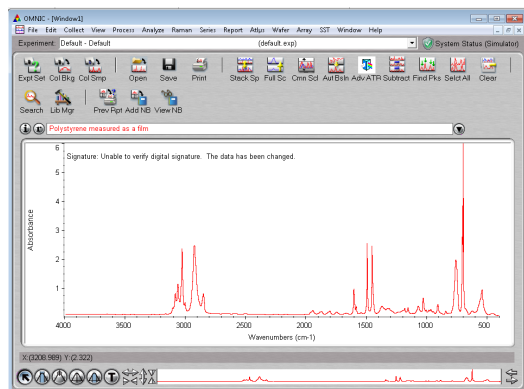 OMNIC - [Window1]
File Edit Collect View Process Analyze Raman Series Report Atlus Wafer Array SST Window Help
Experiment: Default - Default (default.exp) System Status (Simulator)
Expt Set Col Bkg Col Smp Open Save Print Stack Sp Full Sc Cmn Scl Aut Bsln Adv ATR Subtract Find Pks Selct All Clear
Search Lib Mgr Prev Rpt Add NB View NB
Polystyrene measured as a film
Signature: Unable to verify digital signature. The data has been changed.
Absorbance
6
5
4
3
2
1
4000 3500 3000 2500 2000 1500 1000 500
Wavenumbers (cm-1)
X:(3208.989) Y:(2.322)
T